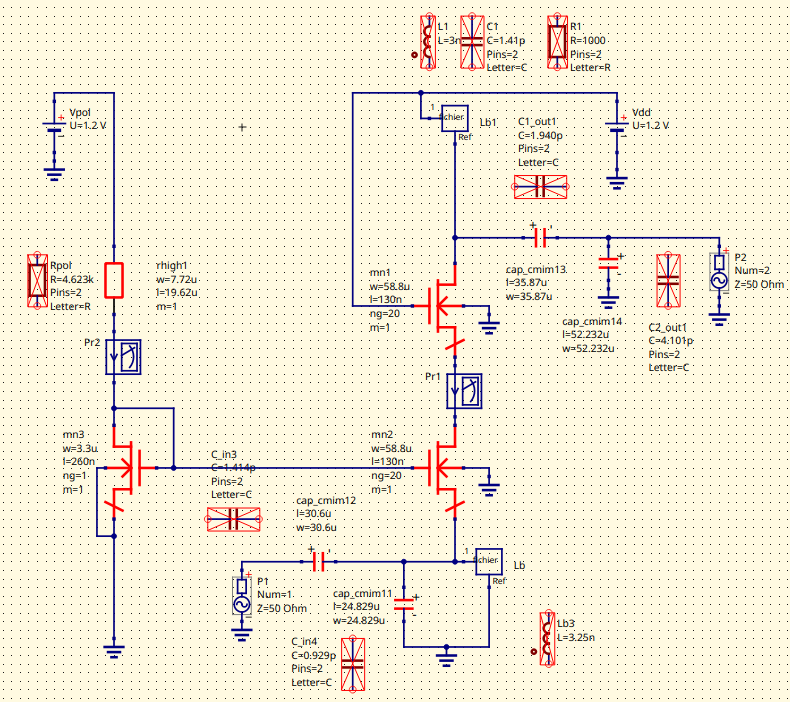 L1
L=3n
C1
C=1.41p
Pins=2
Letter=C
R1
R=1000
Pins=2
Letter=R
Vpol
U=1.2 V
1
fichier
Ref
Lb1
C1_out1
C=1.940p
Pins=2
Letter=C
Vdd
U=1.2 V
Rpol
R=4.623k
Pins=2
Letter=R
rhigh1
w=7.72u
l=19.62u
m=1
mn1
w=58.8u
l=130n
ng=20
m=1
cap_cmim13
l=35.87u
w=35.87u
cap_cmim14
l=52.232u
w=52.232u
C2_out1
C=4.101p
Pins=2
Letter=C
P2
Num=2
Z=50 Ohm
Pr2
Pr1
mn3
w=3.3u
l=260n
ng=1
m=1
C_in3
C=1.414p
Pins=2
Letter=C
mn2
w=58.8u
l=130n
ng=20
m=1
cap_cmim12
l=30.6u
w=30.6u
1
fichier
Ref
Lb
P1
Num=1
Z=50 Ohm
cap_cmim11
l=24.829u
w=24.829u
C_in4
C=0.929p
Pins=2
Letter=C
Lb3
L=3.25n